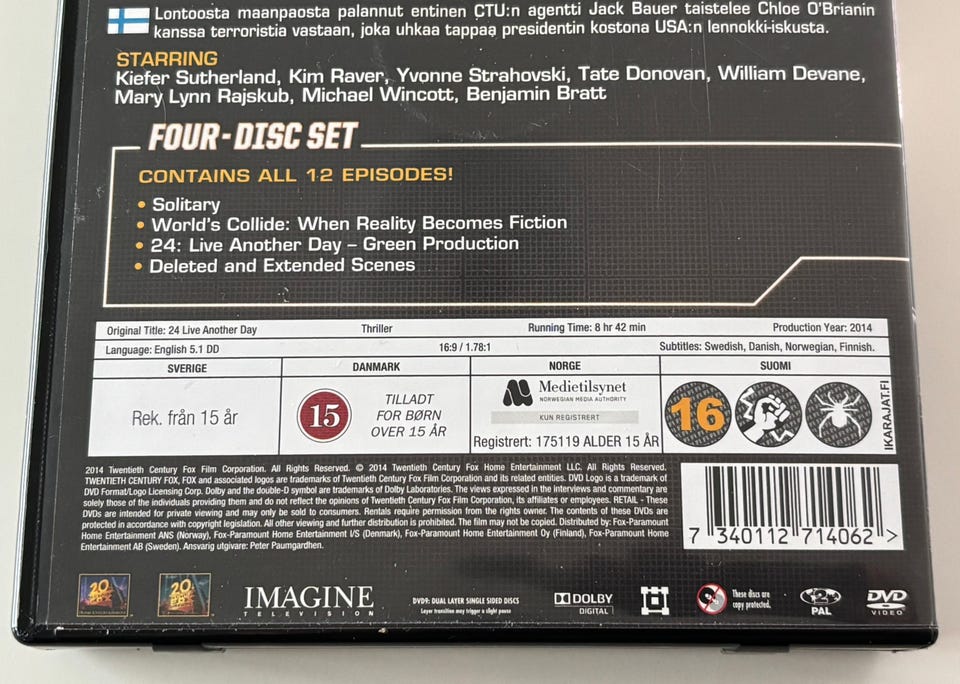 Lontoosta maanpaosta palannut entinen CTU:n agentti Jack Bauer taistelee Chloe O'Brianin
kanssa terroristia vastaan, joka uhkaa tappaa presidentin kostona USA:n lennokki-iskusta.
STARRING
Kiefer Sutherland, Kim Raver, Yvonne Strahovski, Tate Donovan, William Devane,
Mary Lynn Rajskub, Michael Wincott, Benjamin Bratt
FOUR-DISC SET
CONTAINS ALL 12 EPISODES!
• Solitary
• World's Collide: When Reality Becomes Fiction
• 24: Live Another Day – Green Production
• Deleted and Extended Scenes
Original Title: 24 Live Another Day Thriller Running Time: 8 hr 42 min Production Year: 2014
Language: English 5.1 DD 16:9 / 1.78:1 Subtitles: Swedish, Danish, Norwegian, Finnish.
SVERIGE DANMARK NORGE SUOMI
Rek. från 15 år
15
TILLADT
FOR BØRN
OVER 15 ÅR
Medietilsynet
NORWEGIAN MEDIA AUTHORITY
KUN REGISTRERT
Registrert: 175119 ALDER 15 ÅR
16
IKARAJAT.FI
2014 Twentieth Century Fox Film Corporation. All Rights Reserved. © 2014 Twentieth Century Fox Home Entertainment LLC. All Rights Reserved.
TWENTIETH CENTURY FOX, FOX and associated logos are trademarks of Twentieth Century Fox Film Corporation and its related entities. DVD Logo is a trademark of
DVD Format/Logo Licensing Corp. Dolby and the double-D symbol are trademarks of Dolby Laboratories. The views expressed in the interviews and commentary are
solely those of the individuals providing them and do not reflect the opinions of Twentieth Century Fox Film Corporation, its affiliates or employees. RETAIL - These
DVDs are intended for private viewing and may only be sold to consumers. Rentals require permission from the rights owner. The contents of these DVDs are
protected in accordance with copyright legislation. All other viewing and further distribution is prohibited. The film may not be copied. Distributed by: Fox-Paramount
Home Entertainment ANS (Norway), Fox-Paramount Home Entertainment I/S (Denmark), Fox-Paramount Home Entertainment Oy (Finland), Fox-Paramount Home
Entertainment AB (Sweden). Ansvarig utgivare: Peter Paumgardhen.
7 340112 714062 >
20
FOX
20
FOX
IMAGINE
TELEVISION
DVD9: DUAL LAYER SINGLE SIDED DISCS
Layer transition may trigger a slight pause
DOLBY
DIGITAL
These discs are
copy protected.
2
PAL
DVD
VIDEO